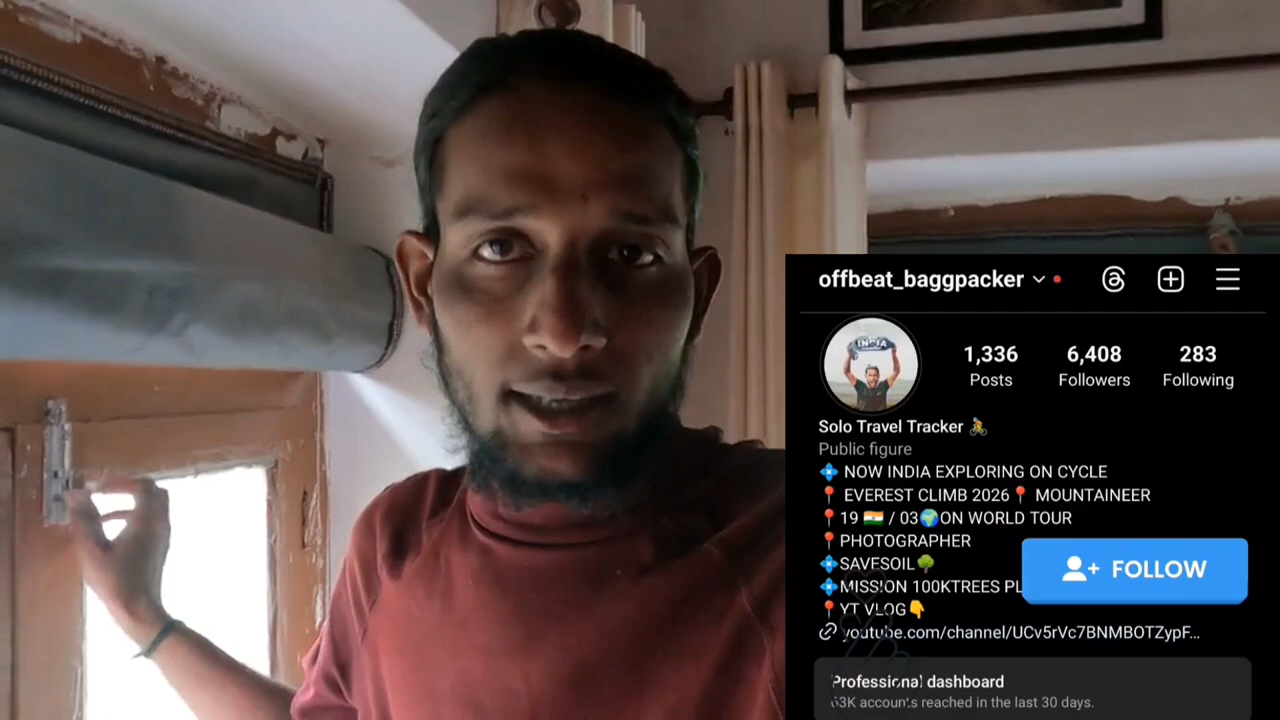 offbeat_baggpacker
INDIA
1,336 6,408 283
Posts Followers Following
Solo Travel Tracker 🚴
Public figure
💠 NOW INDIA EXPLORING ON CYCLE
📍 EVEREST CLIMB 2026📍 MOUNTAINEER
📍19 🇮🇳 / 03🌍ON WORLD TOUR
📍PHOTOGRAPHER
💠SAVESOIL🌳
💠MISSION 100KTREES PL
FOLLOW
📍YT VLOG👇
youtube.com/channel/UCv5rVc7BNMBOTZypF...
Professional dashboard
63K accounts reached in the last 30 days.